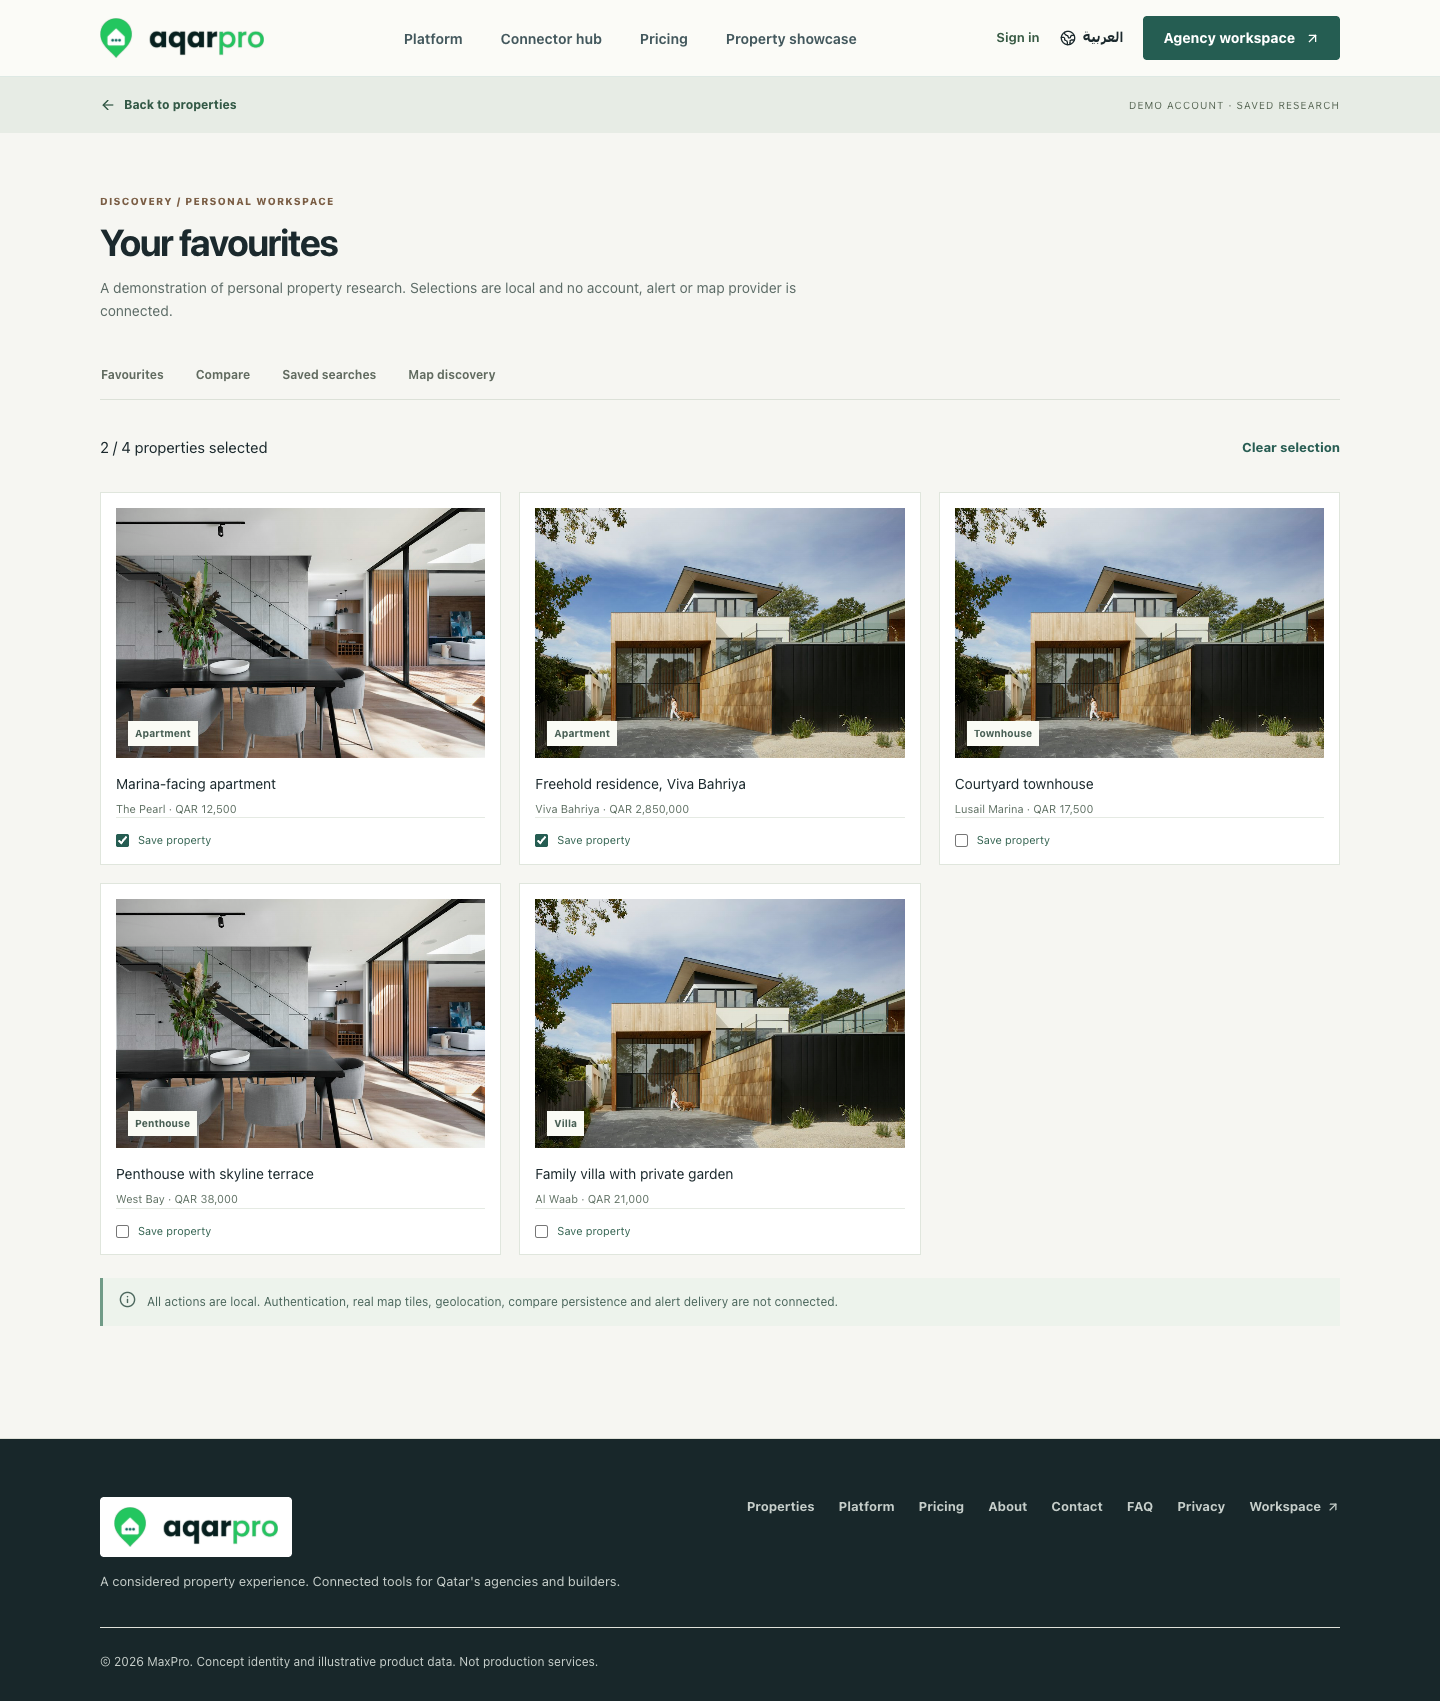 aqarpro
Platform
Connector hub
Pricing
Property showcase
Sign in
العربية
Agency workspace
Back to properties
DEMO ACCOUNT · SAVED RESEARCH
DISCOVERY / PERSONAL WORKSPACE
Your favourites
A demonstration of personal property research. Selections are local and no account, alert or map provider is
connected.
Favourites
Compare
Saved searches
Map discovery
2 / 4 properties selected
Clear selection
Apartment
Marina-facing apartment
The Pearl · QAR 12,500
Save property
Apartment
Freehold residence, Viva Bahriya
Viva Bahriya · QAR 2,850,000
Save property
Townhouse
Courtyard townhouse
Lusail Marina · QAR 17,500
Save property
Penthouse
Penthouse with skyline terrace
West Bay · QAR 38,000
Save property
Villa
Family villa with private garden
Al Waab · QAR 21,000
Save property
All actions are local. Authentication, real map tiles, geolocation, compare persistence and alert delivery are not connected.
aqarpro
Properties
Platform
Pricing
About
Contact
FAQ
Privacy
Workspace
A considered property experience. Connected tools for Qatar's agencies and builders.
© 2026 MaxPro. Concept identity and illustrative product data. Not production services.